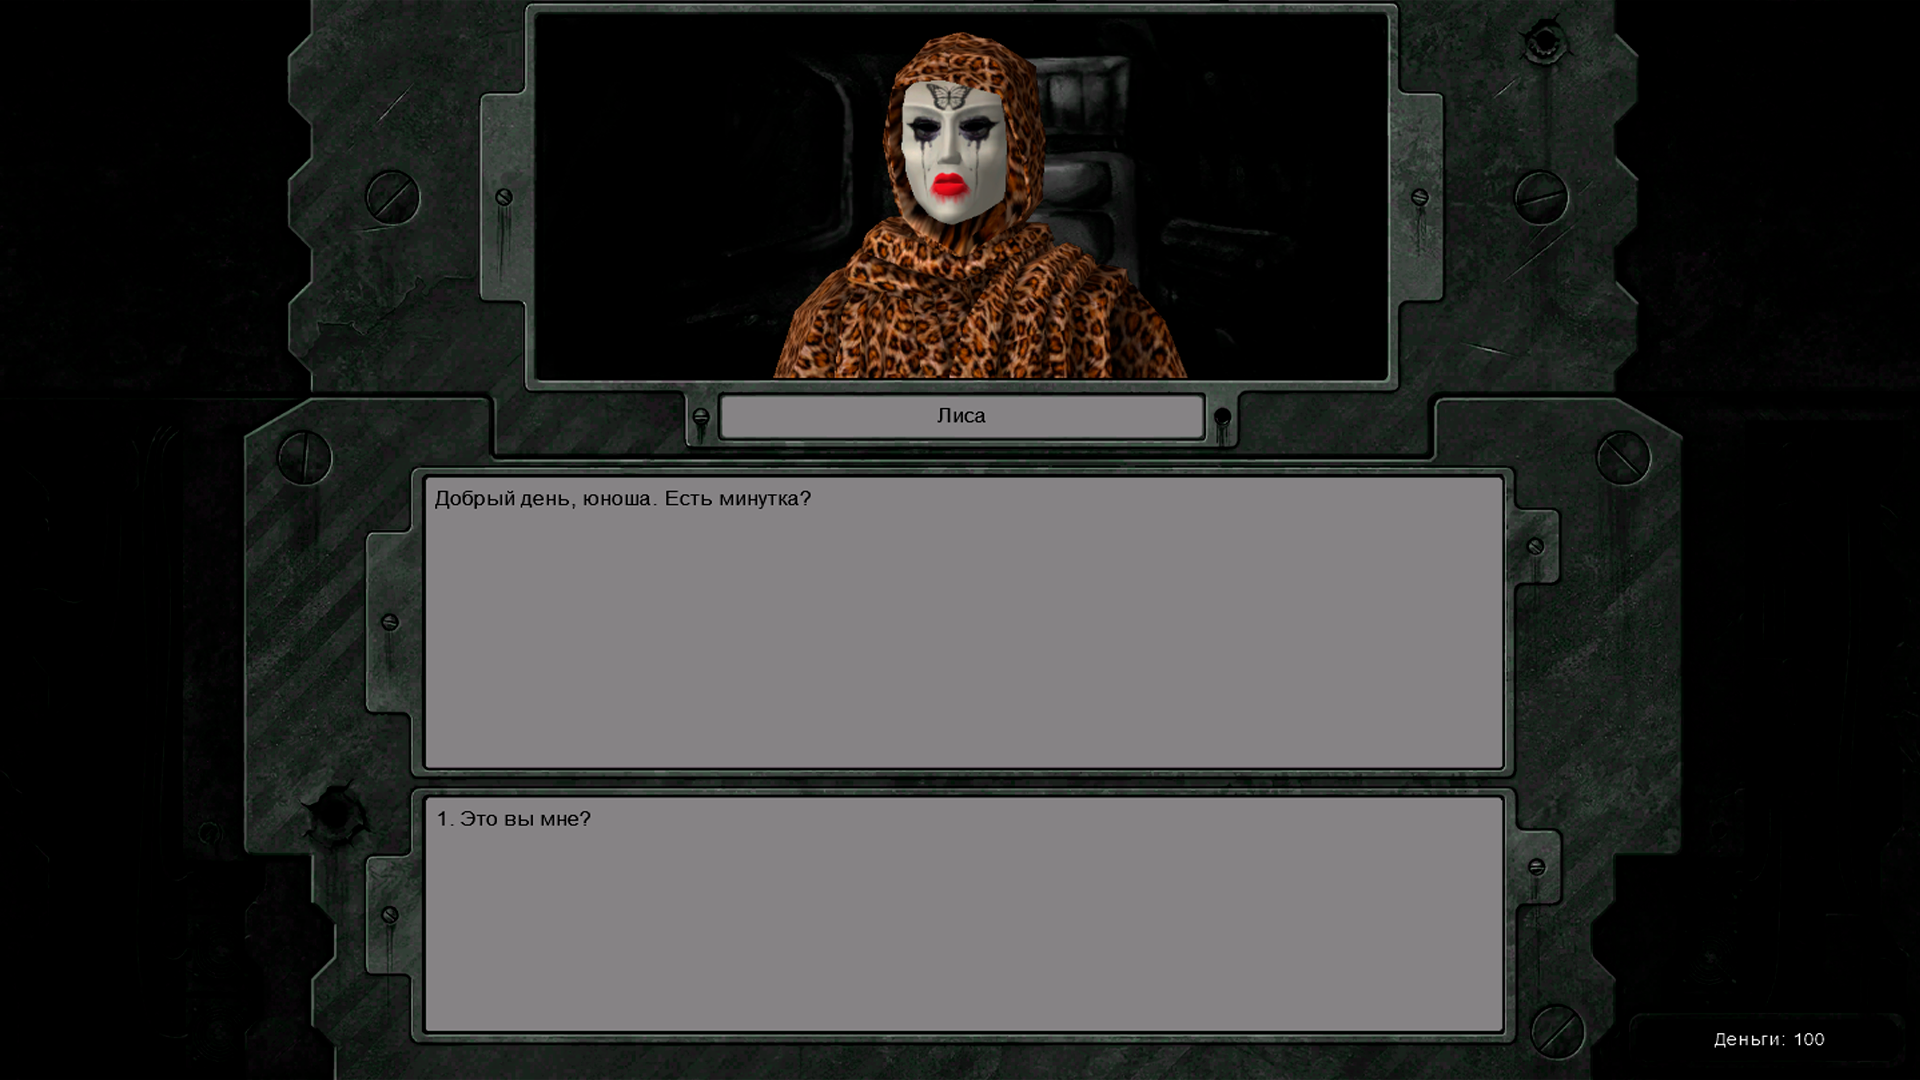 Лиса
Добрый день, юноша. Есть минутка?
1. Это вы мне?
Деньги: 100